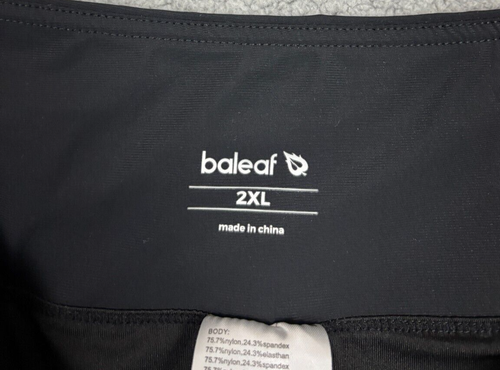 baleaf
2XL
made in china
BODY:
75.7%nylon,24.3%spandex
75.7%nylon,24.3%elasthan
75.7%nylon,24.3%spandex